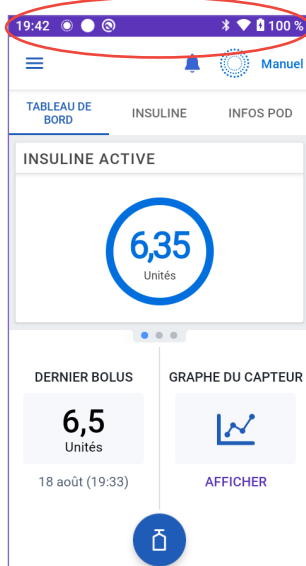 19:42 100 %
Manuel
TABLEAU DE
BORD
INSULINE
INFOS POD
INSULINE ACTIVE
6,35
Unités
DERNIER BOLUS
GRAPHE DU CAPTEUR
6,5
Unités
18 août (19:33)
AFFICHER